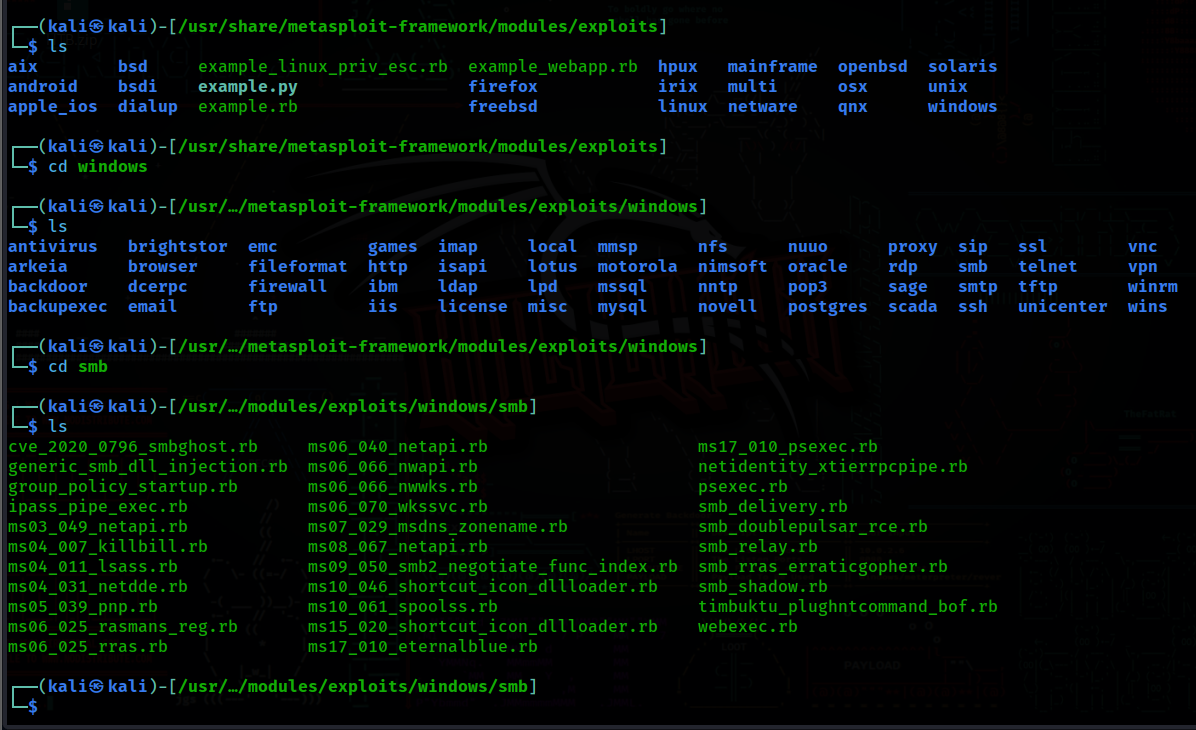 ┌──(kali㉿kali)-[/usr/share/metasploit-framework/modules/exploits]
└─$ ls
aix bsd example_linux_priv_esc.rb example_webapp.rb hpux mainframe openbsd solaris
android bsdi example.py firefox irix multi osx unix
apple_ios dialup example.rb freebsd linux netware qnx windows
┌──(kali㉿kali)-[/usr/share/metasploit-framework/modules/exploits]
└─$ cd windows
┌──(kali㉿kali)-[/usr/…/metasploit-framework/modules/exploits/windows]
└─$ ls
antivirus brightstor emc games imap local mmsp nfs nuuo proxy sip ssl vnc
arkeia browser fileformat http isapi lotus motorola nimsoft oracle rdp smb telnet vpn
backdoor dcerpc firewall ibm ldap lpd mssql nntp pop3 sage smtp tftp winrm
backupexec email ftp iis license misc mysql novell postgres scada ssh unicenter wins
┌──(kali㉿kali)-[/usr/…/metasploit-framework/modules/exploits/windows]
└─$ cd smb
┌──(kali㉿kali)-[/usr/…/modules/exploits/windows/smb]
└─$ ls
cve_2020_0796_smbghost.rb ms06_040_netapi.rb ms17_010_psexec.rb
generic_smb_dll_injection.rb ms06_066_nwapi.rb netidentity_xtierrpcpipe.rb
group_policy_startup.rb ms06_066_nwwks.rb psexec.rb
ipass_pipe_exec.rb ms06_070_wkssvc.rb smb_delivery.rb
ms03_049_netapi.rb ms07_029_msdns_zonename.rb smb_doublepulsar_rce.rb
ms04_007_killbill.rb ms08_067_netapi.rb smb_relay.rb
ms04_011_lsass.rb ms09_050_smb2_negotiate_func_index.rb smb_rras_erraticgopher.rb
ms04_031_netdde.rb ms10_046_shortcut_icon_dllloader.rb smb_shadow.rb
ms05_039_pnp.rb ms10_061_spoolss.rb timbuktu_plughntcommand_bof.rb
ms06_025_rasmans_reg.rb ms15_020_shortcut_icon_dllloader.rb webexec.rb
ms06_025_rras.rb ms17_010_eternalblue.rb
┌──(kali㉿kali)-[/usr/…/modules/exploits/windows/smb]
└─$